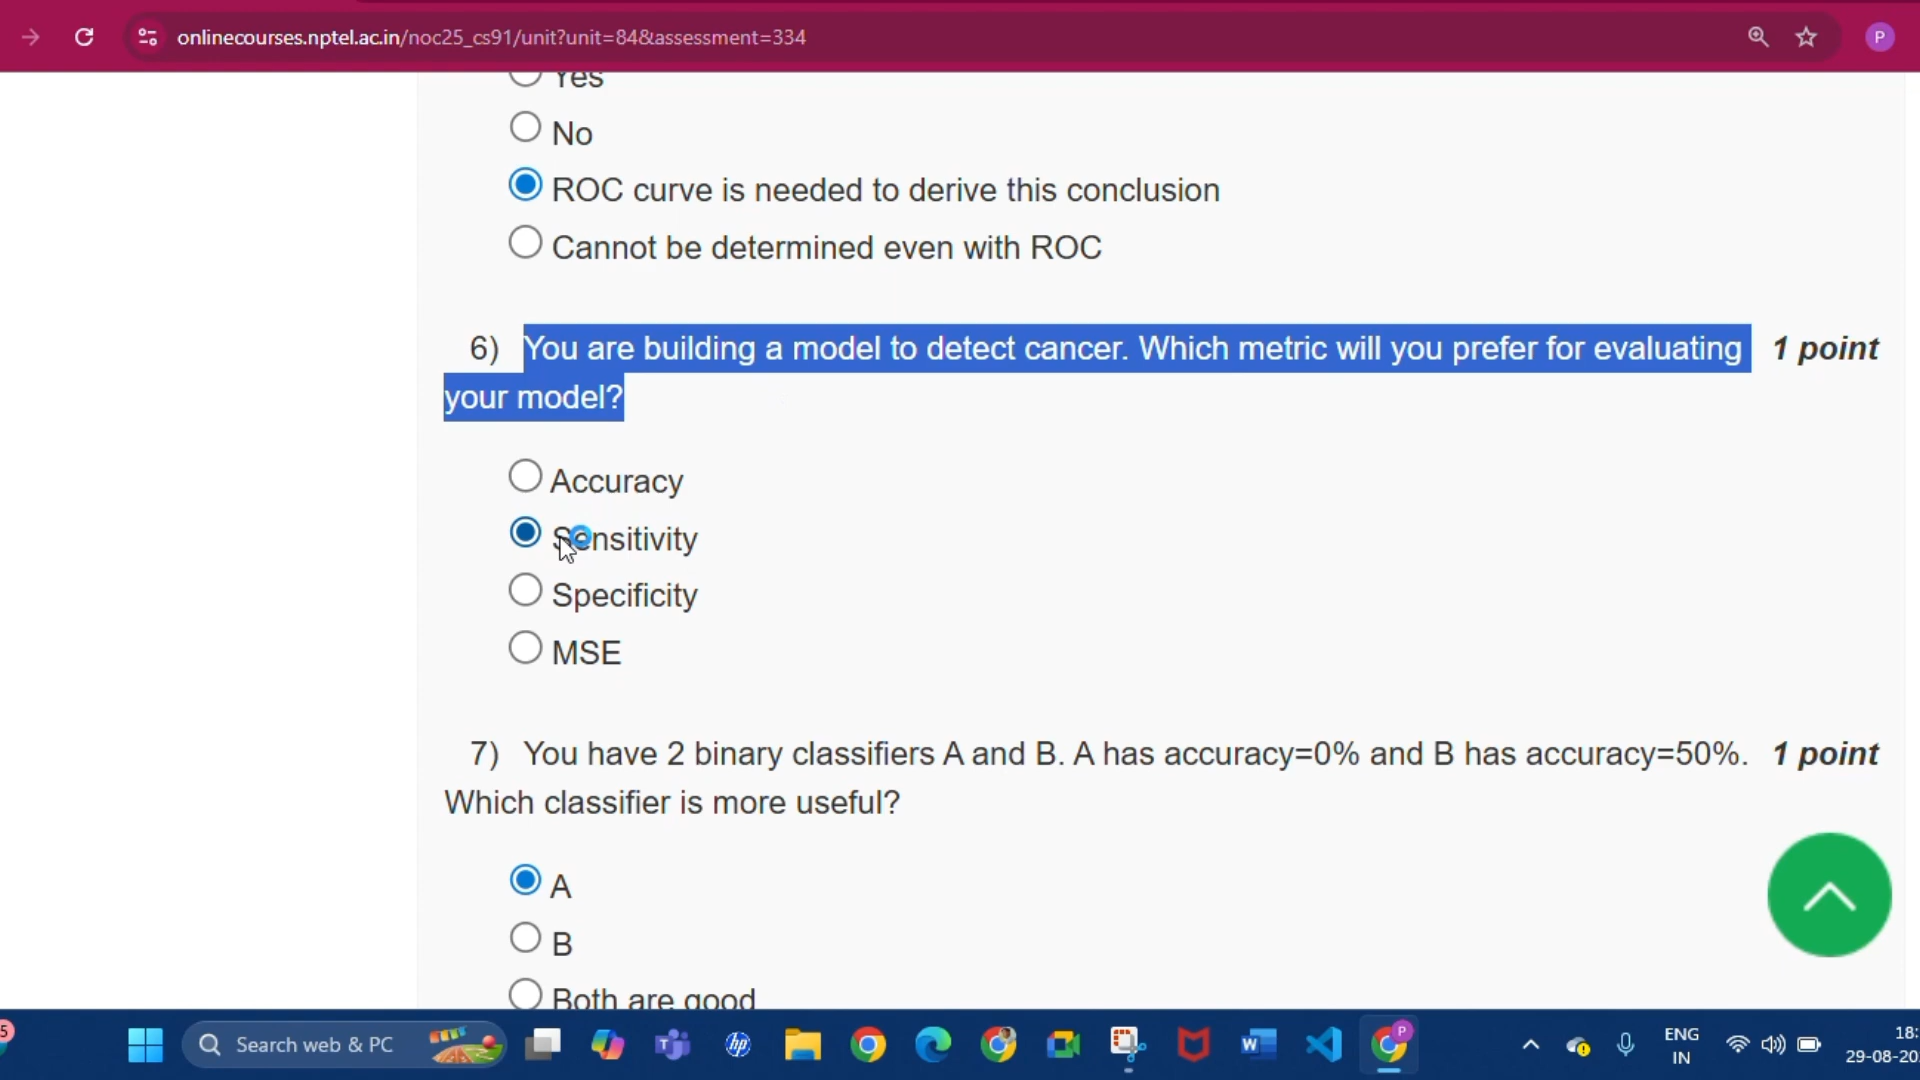 onlinecourses.nptel.ac.in/noc25_cs91/unit?unit=84&assessment=334
P
Yes
No
ROC curve is needed to derive this conclusion
Cannot be determined even with ROC
6) You are building a model to detect cancer. Which metric will you prefer for evaluating 1 point
your model?
Accuracy
Sensitivity
Specificity
MSE
7) You have 2 binary classifiers A and B. A has accuracy=0% and B has accuracy=50%. 1 point
Which classifier is more useful?
A
B
Both are good
5
Search web & PC
hp
W
P
ENG
IN
18:
29-08-20